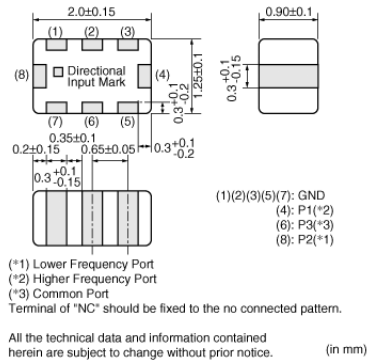 2.0±0.15
0.90±0.1
(1) (2) (3)
(8) Directional Input Mark (4)
1.25±0.1
0.3+0.1-0.2
0.3+0.1-0.15
(7) (6) (5)
0.35±0.1
0.2±0.15 0.65±0.05 0.3+0.1-0.2
0.3+0.1-0.15
(1)(2)(3)(5)(7): GND
(4): P1(*2)
(6): P3(*3)
(8): P2(*1)
(*1) Lower Frequency Port
(*2) Higher Frequency Port
(*3) Common Port
Terminal of "NC" should be fixed to the no connected pattern.
All the technical data and information contained
herein are subject to change without prior notice. (in mm)